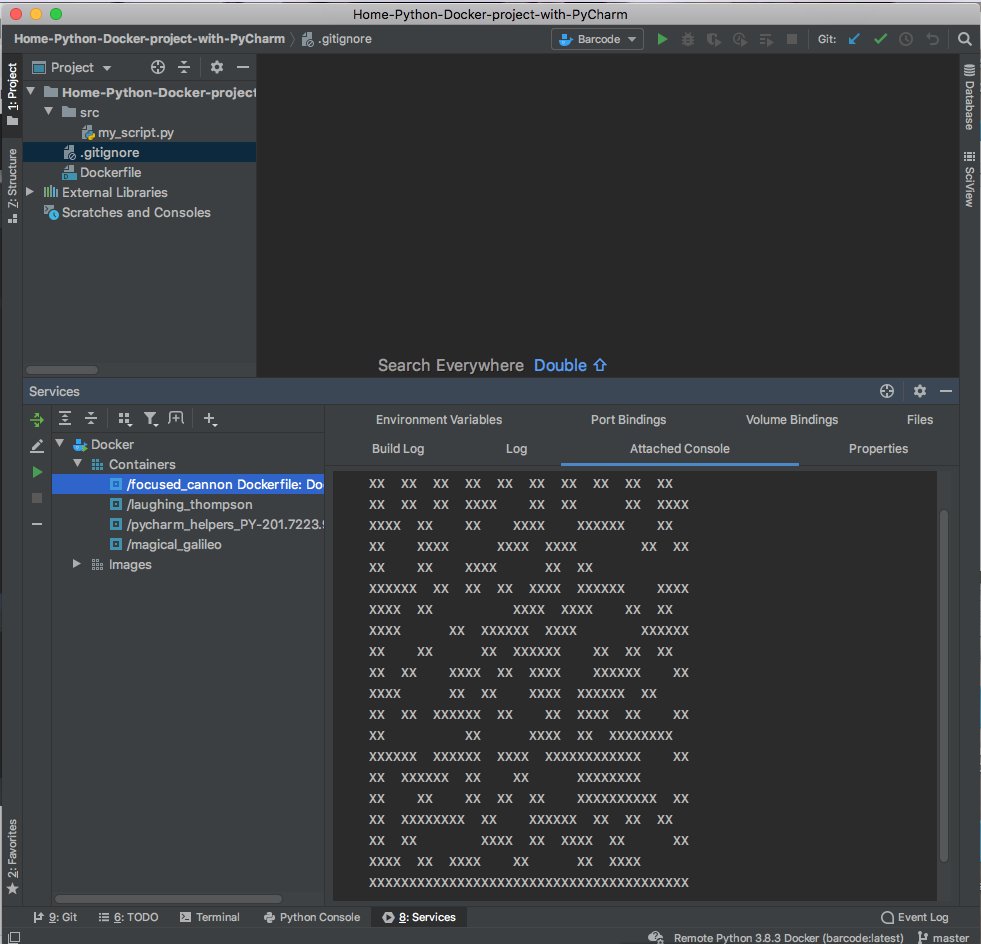 Home-Python-Docker-project-with-PyCharm
Home-Python-Docker-project-with-PyCharm .gitignore Barcode Git:
1: Project
Z: Structure
2: Favorites
Project
Home-Python-Docker-project
src
my_script.py
.gitignore
Dockerfile
External Libraries
Scratches and Consoles
Search Everywhere Double ⇧
Database
SciView
Services
Docker
Containers
/focused_cannon Dockerfile: Do
/laughing_thompson
/pycharm_helpers_PY-201.7223.9
/magical_galileo
Images
Environment Variables Port Bindings Volume Bindings Files
Build Log Log Attached Console Properties
XX  XX  XX  XX  XX  XX  XX  XX  XX  XX
XX  XX  XX  XXXX    XX  XX      XX  XXXX
XXXX  XX    XX    XXXX    XXXXXX    XX
XX    XXXX      XXXX  XXXX        XX  XX
XX    XX    XXXX      XX  XX
XXXXXX  XX  XX  XX  XXXX  XXXXXX    XXXX
XXXX  XX          XXXX  XXXX    XX  XX
XXXX      XX  XXXXXX  XXXX        XXXXXX
XX    XX      XX  XXXXXX    XX  XX  XX
XX  XX    XXXX  XX  XXXX    XXXXXX    XX
XXXX      XX  XX    XXXX  XXXXXX  XX
XX  XX  XXXXXX  XX    XX  XXXX  XX    XX
XX          XX      XXXX  XX  XXXXXXXX
XXXXXX  XXXXXX  XXXX  XXXXXXXXXXXX    XX
XX  XXXXXX  XX    XX      XXXXXXXX
XX    XX    XX  XX  XX    XXXXXXXXXX  XX
XX  XXXXXXXX  XX    XXXXXX  XX  XX  XX
XX  XX        XXXX  XX  XXXX  XX      XX
XXXX  XX  XXXX    XX      XX  XXXX
XXXXXXXXXXXXXXXXXXXXXXXXXXXXXXXXXXXXXXXX
9: Git 6: TODO Terminal Python Console 8: Services Event Log
Remote Python 3.8.3 Docker (barcode:latest) master